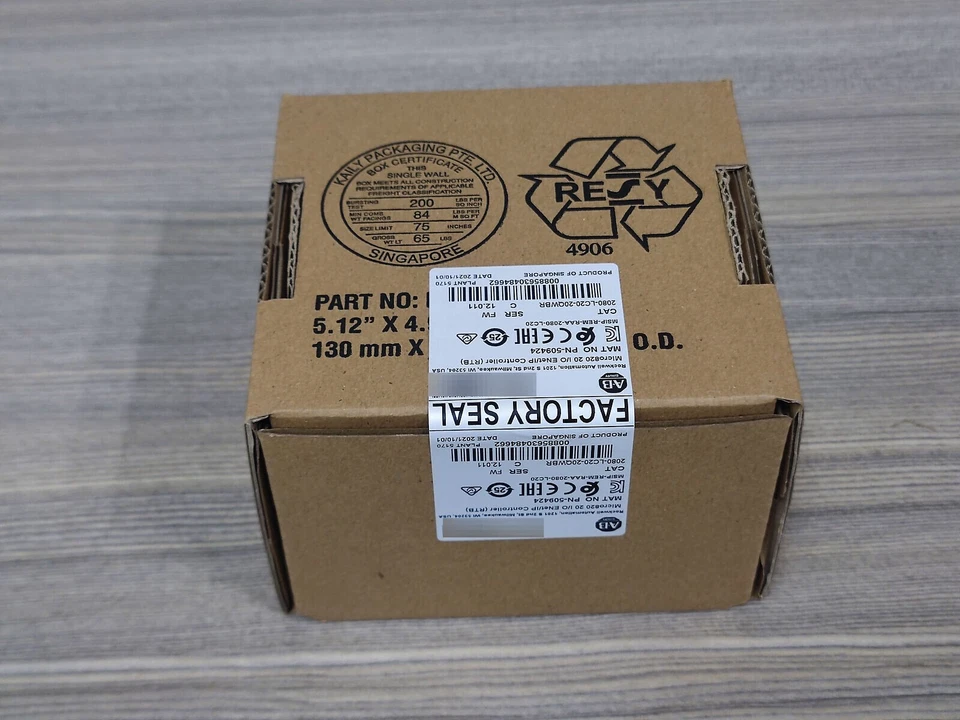 KAILY PACKAGING PTE. LTD.
BOX CERTIFICATE
THIS
SINGLE WALL
BOX MEETS ALL CONSTRUCTION
REQUIREMENTS OF APPLICABLE
FREIGHT CLASSIFICATION
BURSTING TEST 200 LBS PER SQ INCH
MIN COMB WT FACINGS 84 LBS PER M SQ FT
SIZE LIMIT 75 INCHES
GROSS WT LT 65 LBS
SINGAPORE
RESY
4906
PART NO:
5.12" X 4.
130 mm X
O.D.
AB
Rockwell Automation, 1201 S 2nd St, Milwaukee, WI 53204, USA
Micro820 20 I/O ENet/IP Controller (RTB)
MAT NO PN-509424
25
MSIP-REM-RAA-2080-LC20
CAT SER FW
2080-LC20-20QWBR C 12.011
00885630484662 PLANT 5170
PRODUCT OF SINGAPORE DATE 2021/10/01
FACTORY SEAL
AB
Rockwell Automation, 1201 S 2nd St, Milwaukee, WI 53204, USA
Micro820 20 I/O ENet/IP Controller (RTB)
MAT NO PN-509424
25
MSIP-REM-RAA-2080-LC20
CAT SER FW
2080-LC20-20QWBR C 12.011
00885630484662 PLANT 5170
PRODUCT OF SINGAPORE DATE 2021/10/01